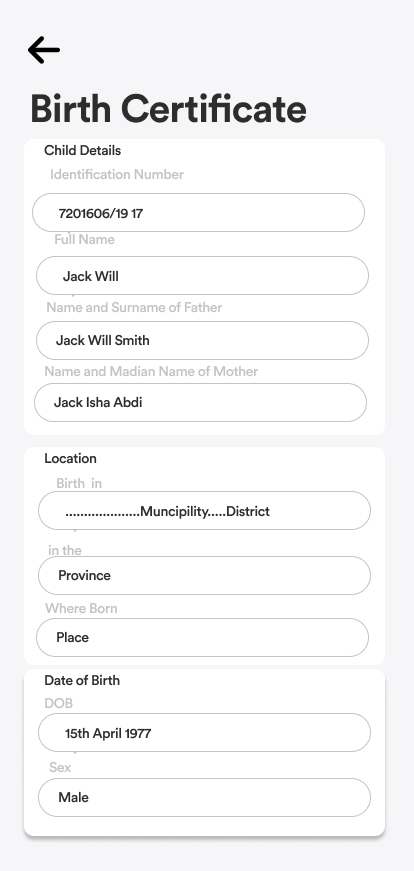 Birth Certificate
Child Details
Identification Number
7201606/19 17
Full Name
Jack Will
Name and Surname of Father
Jack Will Smith
Name and Madian Name of Mother
Jack Isha Abdi
Location
Birth in
....................Muncipility.....District
in the
Province
Where Born
Place
Date of Birth
DOB
15th April 1977
Sex
Male